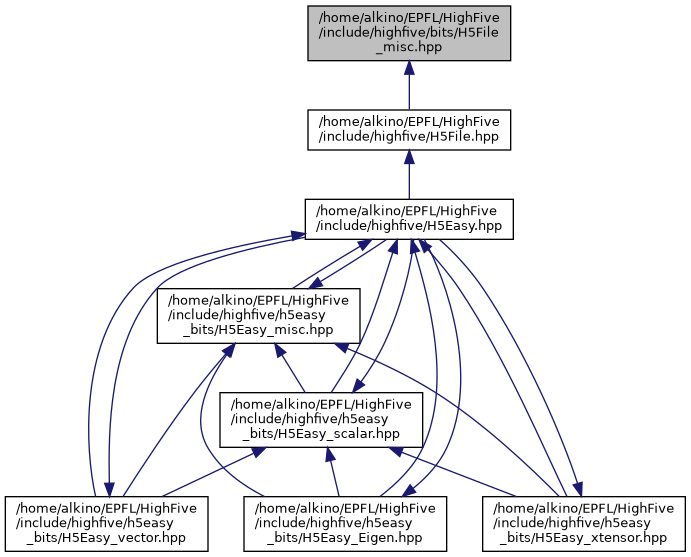 /home/alkino/EPFL/HighFive
/include/highfive/bits/H5File
_misc.hpp
/home/alkino/EPFL/HighFive
/include/highfive/H5File.hpp
/home/alkino/EPFL/HighFive
/include/highfive/H5Easy.hpp
/home/alkino/EPFL/HighFive
/include/highfive/h5easy
_bits/H5Easy_misc.hpp
/home/alkino/EPFL/HighFive
/include/highfive/h5easy
_bits/H5Easy_scalar.hpp
/home/alkino/EPFL/HighFive
/include/highfive/h5easy
_bits/H5Easy_vector.hpp
/home/alkino/EPFL/HighFive
/include/highfive/h5easy
_bits/H5Easy_Eigen.hpp
/home/alkino/EPFL/HighFive
/include/highfive/h5easy
_bits/H5Easy_xtensor.hpp